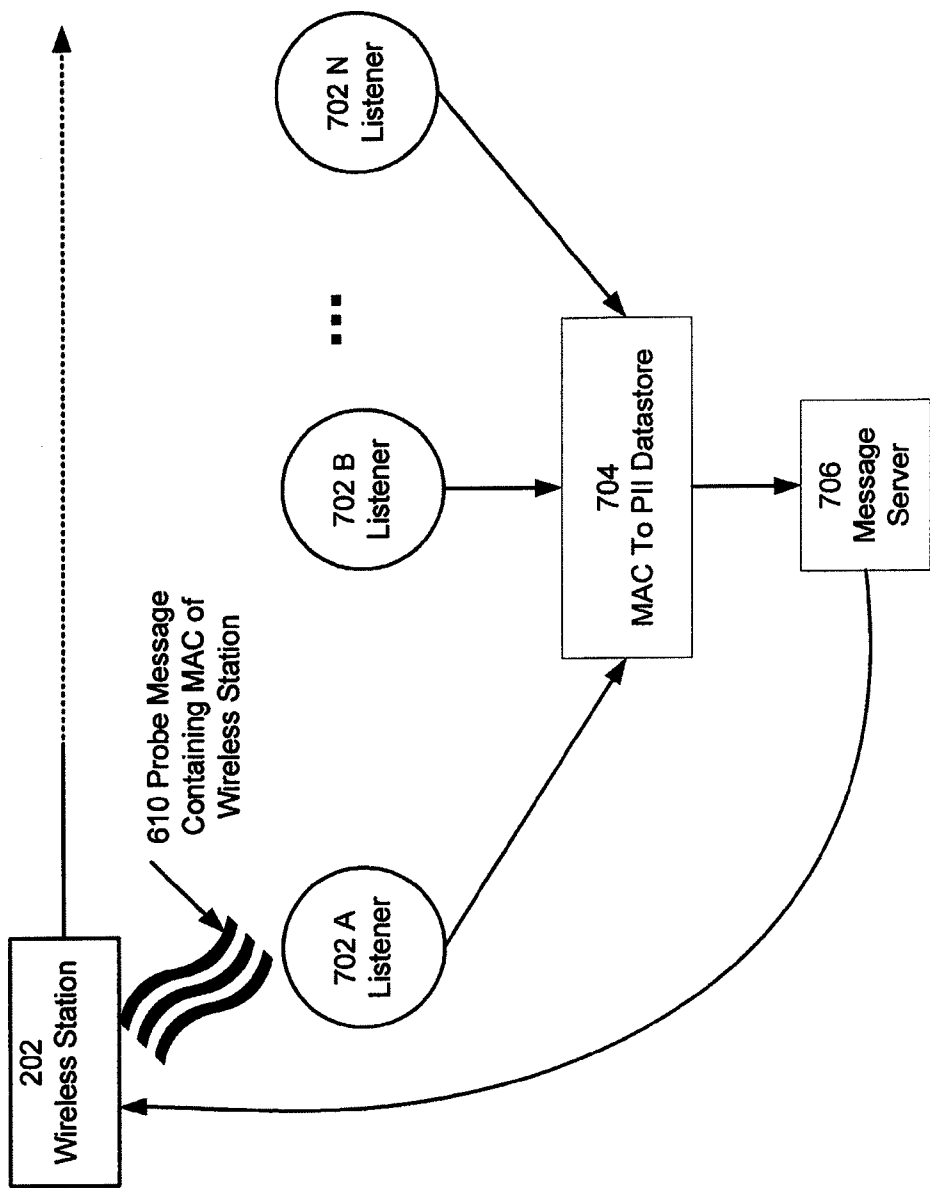 202
Wireless Station
610 Probe Message
Containing MAC of
Wireless Station
702 A
Listener
702 B
Listener
...
702 N
Listener
704
MAC To PII Datastore
706
Message
Server